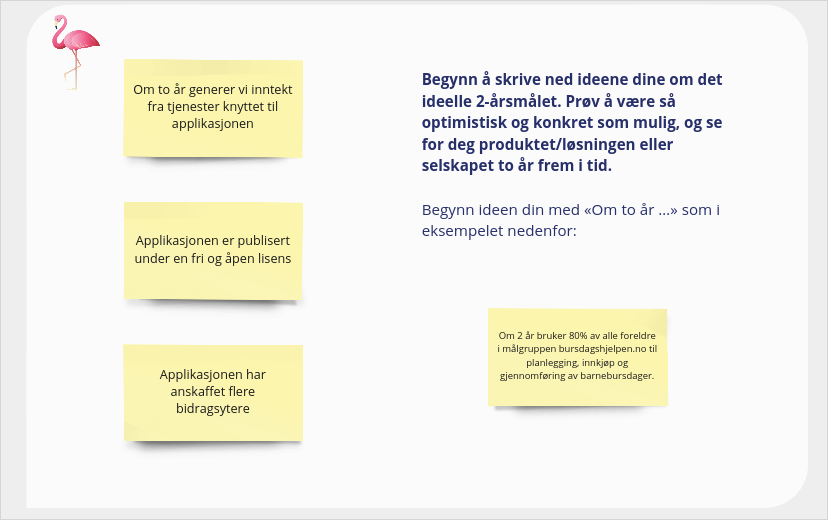 Om to år generer vi inntekt
fra tjenester knyttet til
applikasjonen
Applikasjonen er publisert
under en fri og åpen lisens
Applikasjonen har
anskaffet flere
bidragsytere
Begynn å skrive ned ideene dine om det
ideelle 2-årsmålet. Prøv å være så
optimistisk og konkret som mulig, og se
for deg produktet/løsningen eller
selskapet to år frem i tid.
Begynn ideen din med «Om to år ...» som i
eksempelet nedenfor:
Om 2 år bruker 80% av alle foreldre
i målgruppen bursdagshjelpen.no til
planlegging, innkjøp og
gjennomføring av barnebursdager.